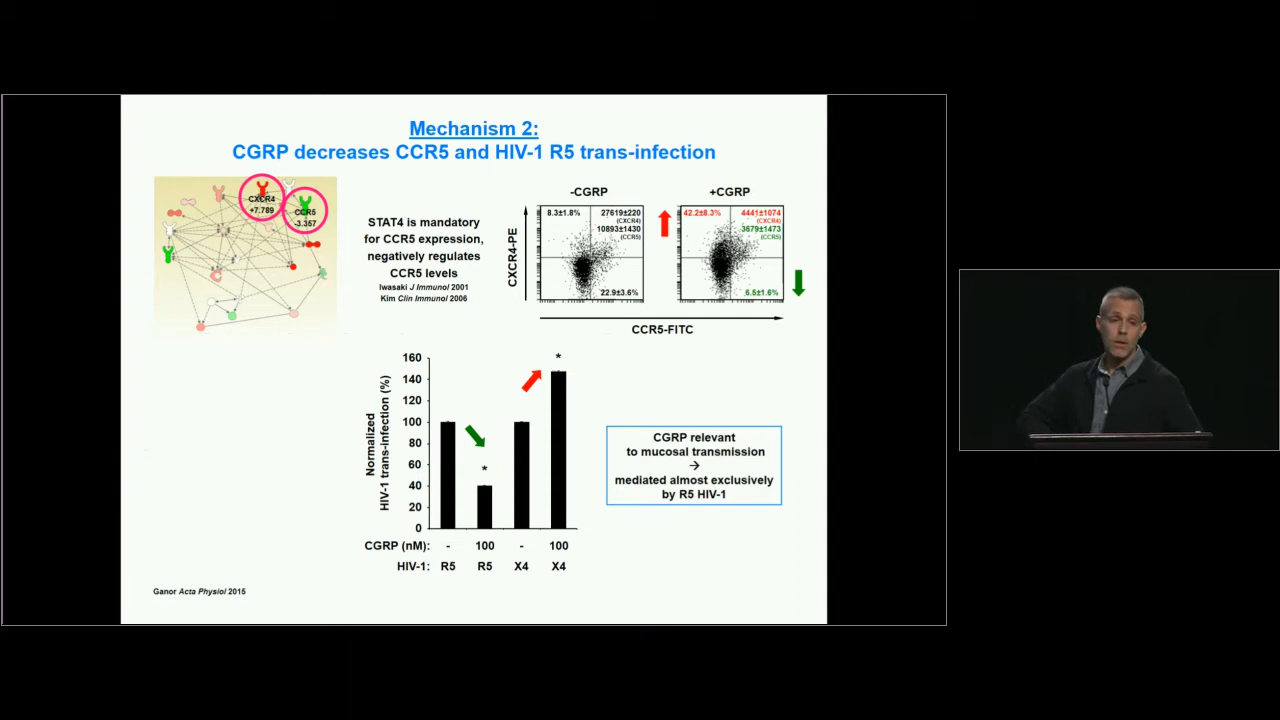 Mechanism 2:
CGRP decreases CCR5 and HIV-1 R5 trans-infection
CXCR4
+7.789
CCR5
-3.357
STAT4 is mandatory
for CCR5 expression,
negatively regulates
CCR5 levels
Iwasaki J Immunol 2001
Kim Clin Immunol 2006
-CGRP
+CGRP
CXCR4-PE
8.3±1.8%
27619±220
(CXCR4)
10893±1430
(CCR5)
22.9±3.6%
42.2±8.3%
4441±1074
(CXCR4)
3679±1473
(CCR5)
6.5±1.6%
CCR5-FITC
Normalized
HIV-1 trans-infection (%)
160
140
120
100
80
60
40
20
0
*
*
CGRP (nM): - 100 - 100
HIV-1: R5 R5 X4 X4
CGRP relevant
to mucosal transmission
→
mediated almost exclusively
by R5 HIV-1
Ganor Acta Physiol 2015